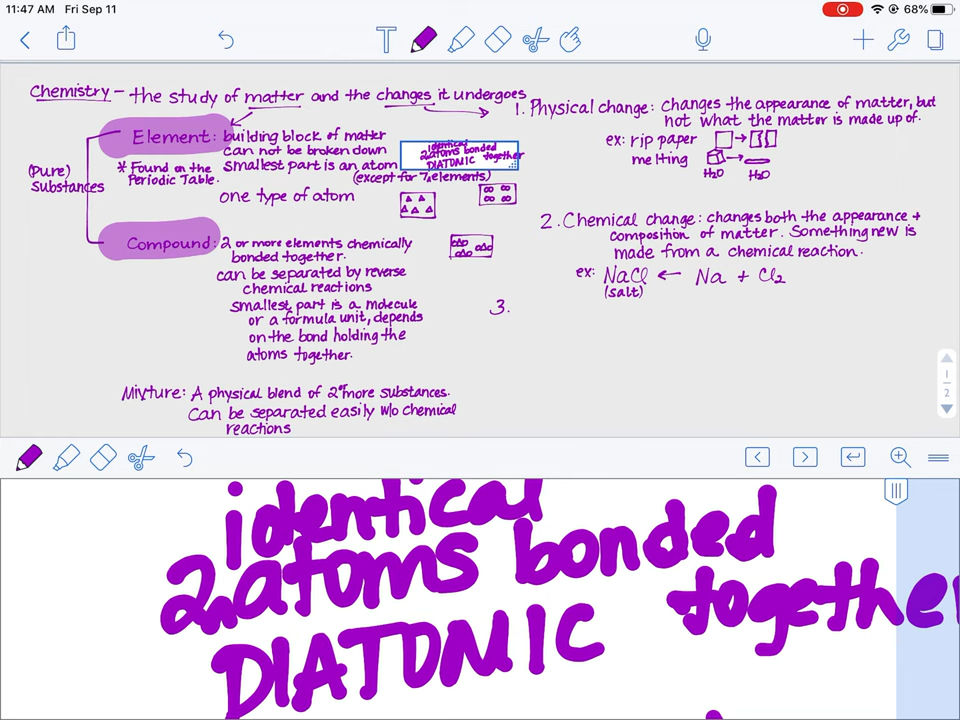 11:47 AM Fri Sep 11
68%
Chemistry – the study of matter and the changes it undergoes
Element: building block of matter
can not be broken down
smallest part is an atom
(except for 7 elements)
identical
2 atoms bonded
together
DIATONIC
* Found on the
Periodic Table.
one type of atom
(Pure)
Substances
Compound: 2 or more elements chemically
bonded together.
can be separated by reverse
chemical reactions
smallest part is a molecule
or a formula unit, depends
on the bond holding the
atoms together.
Mixture: A physical blend of 2 or more substances.
Can be separated easily w/o chemical
reactions
1. Physical change: changes the appearance of matter, but
not what the matter is made up of.
ex: rip paper
melting
H2O H2O
2. Chemical change: changes both the appearance +
composition of matter. Something new is
made from a chemical reaction.
ex: NaCl ← Na + Cl2
(salt)
3.
1
2
identical
2 atoms bonded
together
DIATONIC